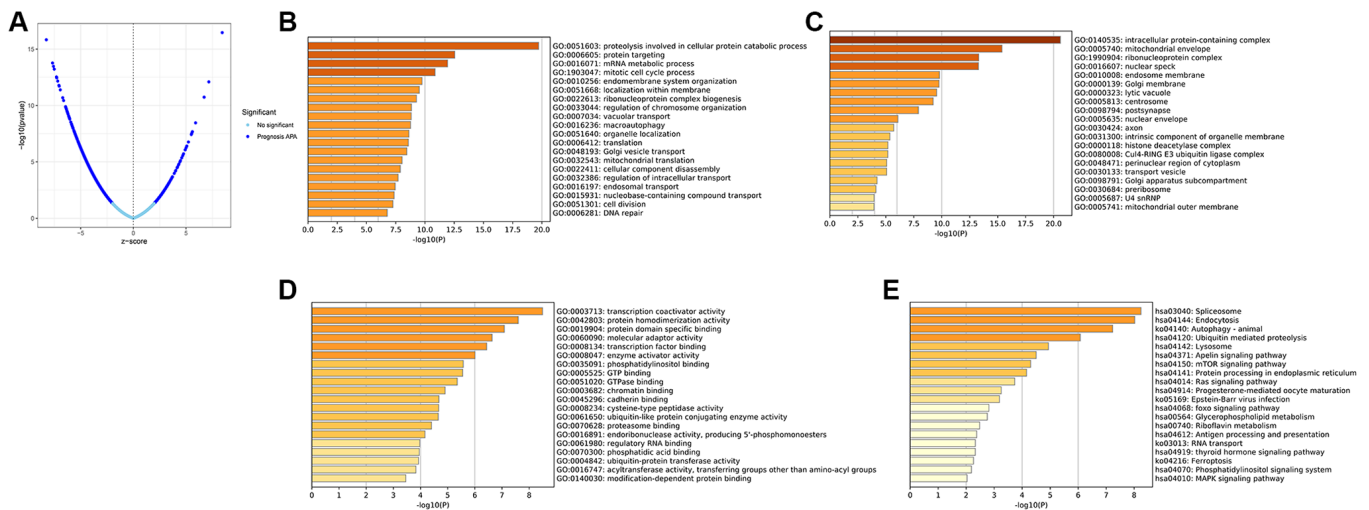 A
-log10(pvalue)
15
10
5
0
-5
0
5
z-score
Significant
No significant
Prognosis APA
B
GO:0051603: proteolysis involved in cellular protein catabolic process
GO:0006605: protein targeting
GO:0016071: mRNA metabolic process
GO:1903047: mitotic cell cycle process
GO:0010256: endomembrane system organization
GO:0051668: localization within membrane
GO:0022613: ribonucleoprotein complex biogenesis
GO:0033044: regulation of chromosome organization
GO:0007034: vacuolar transport
GO:0016236: macroautophagy
GO:0051640: organelle localization
GO:0006412: translation
GO:0048193: Golgi vesicle transport
GO:0032543: mitochondrial translation
GO:0022411: cellular component disassembly
GO:0032386: regulation of intracellular transport
GO:0016197: endosomal transport
GO:0015931: nucleobase-containing compound transport
GO:0051301: cell division
GO:0006281: DNA repair
0.0 2.5 5.0 7.5 10.0 12.5 15.0 17.5 20.0
-log10(P)
C
GO:0140535: intracellular protein-containing complex
GO:0005740: mitochondrial envelope
GO:1990904: ribonucleoprotein complex
GO:0016607: nuclear speck
GO:0010008: endosome membrane
GO:0000139: Golgi membrane
GO:0000323: lytic vacuole
GO:0005813: centrosome
GO:0098794: postsynapse
GO:0005635: nuclear envelope
GO:0030424: axon
GO:0031300: intrinsic component of organelle membrane
GO:0000118: histone deacetylase complex
GO:0080008: Cul4-RING E3 ubiquitin ligase complex
GO:0048471: perinuclear region of cytoplasm
GO:0030133: transport vesicle
GO:0098791: Golgi apparatus subcompartment
GO:0030684: preribosome
GO:0005687: U4 snRNP
GO:0005741: mitochondrial outer membrane
0.0 2.5 5.0 7.5 10.0 12.5 15.0 17.5 20.0
-log10(P)
D
GO:0003713: transcription coactivator activity
GO:0042803: protein homodimerization activity
GO:0019904: protein domain specific binding
GO:0060090: molecular adaptor activity
GO:0008134: transcription factor binding
GO:0008047: enzyme activator activity
GO:0035091: phosphatidylinositol binding
GO:0005525: GTP binding
GO:0051020: GTPase binding
GO:0003682: chromatin binding
GO:0045296: cadherin binding
GO:0008234: cysteine-type peptidase activity
GO:0061650: ubiquitin-like protein conjugating enzyme activity
GO:0070628: proteasome binding
GO:0016891: endoribonuclease activity, producing 5'-phosphomonoesters
GO:0061980: regulatory RNA binding
GO:0070300: phosphatidic acid binding
GO:0004842: ubiquitin-protein transferase activity
GO:0016747: acyltransferase activity, transferring groups other than amino-acyl groups
GO:0140030: modification-dependent protein binding
0 1 2 3 4 5 6 7 8
-log10(P)
E
hsa03040: Spliceosome
hsa04144: Endocytosis
ko04140: Autophagy - animal
hsa04120: Ubiquitin mediated proteolysis
hsa04142: Lysosome
hsa04371: Apelin signaling pathway
hsa04150: mTOR signaling pathway
hsa04141: Protein processing in endoplasmic reticulum
hsa04014: Ras signaling pathway
hsa04914: Progesterone-mediated oocyte maturation
ko05169: Epstein-Barr virus infection
hsa04068: foxo signaling pathway
hsa00564: Glycerophospholipid metabolism
hsa00740: Riboflavin metabolism
hsa04612: Antigen processing and presentation
ko03013: RNA transport
hsa04919: thyroid hormone signaling pathway
ko04216: Ferroptosis
hsa04070: Phosphatidylinositol signaling system
hsa04010: MAPK signaling pathway
0 1 2 3 4 5 6 7 8
-log10(P)